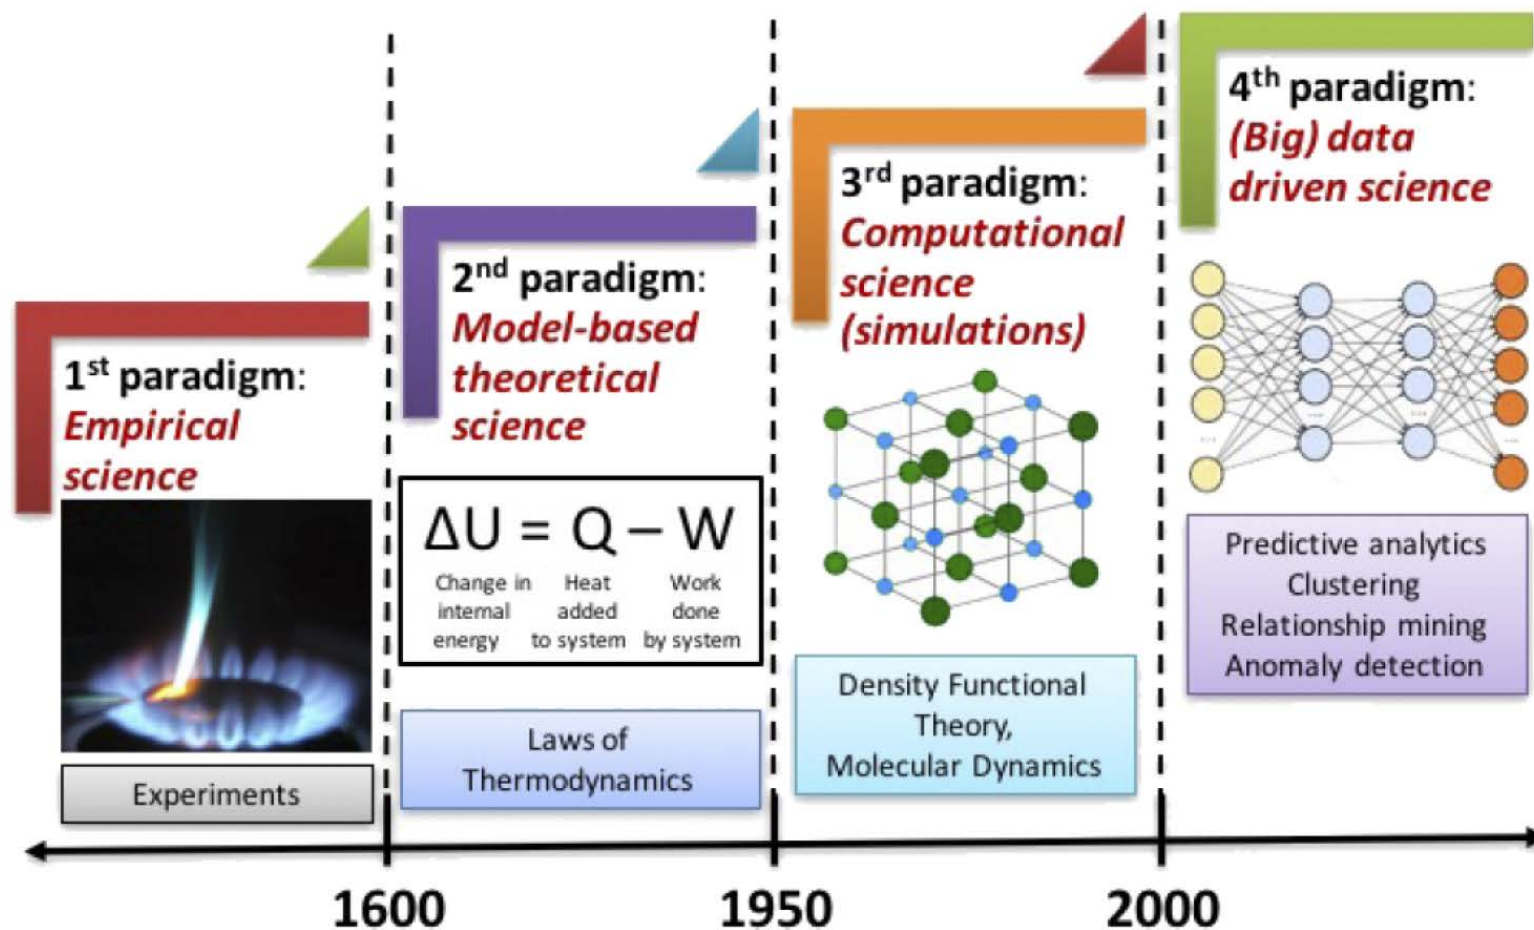 1st paradigm:
Empirical
science
Experiments
2nd paradigm:
Model-based
theoretical
science
ΔU = Q – W
Change in internal energy
Heat added to system
Work done by system
Laws of
Thermodynamics
3rd paradigm:
Computational
science
(simulations)
Density Functional
Theory,
Molecular Dynamics
4th paradigm:
(Big) data
driven science
Predictive analytics
Clustering
Relationship mining
Anomaly detection
1600
1950
2000